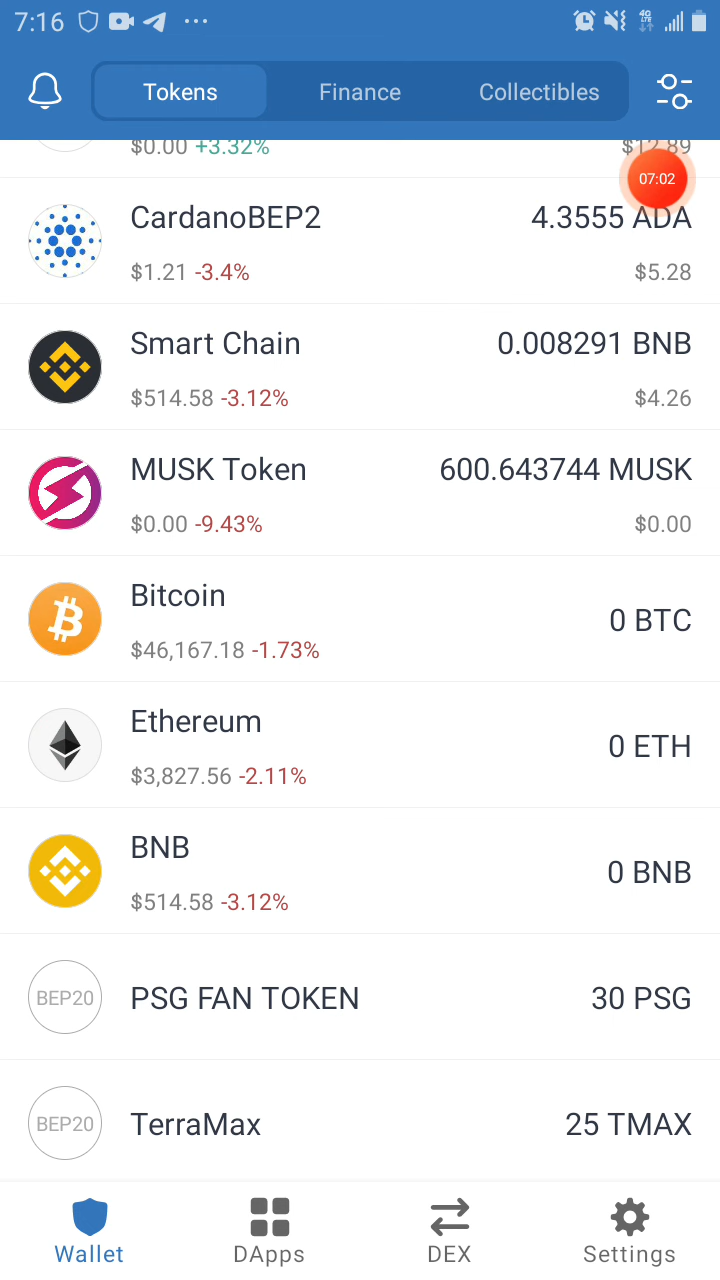 7:16
4G
LTE
Tokens
Finance
Collectibles
$0.00 +3.32%
$12.89
07:02
CardanoBEP2
4.3555 ADA
$1.21 -3.4%
$5.28
Smart Chain
0.008291 BNB
$514.58 -3.12%
$4.26
MUSK Token
600.643744 MUSK
$0.00 -9.43%
$0.00
Bitcoin
0 BTC
$46,167.18 -1.73%
Ethereum
0 ETH
$3,827.56 -2.11%
BNB
0 BNB
$514.58 -3.12%
BEP20
PSG FAN TOKEN
30 PSG
BEP20
TerraMax
25 TMAX
Wallet
DApps
DEX
Settings